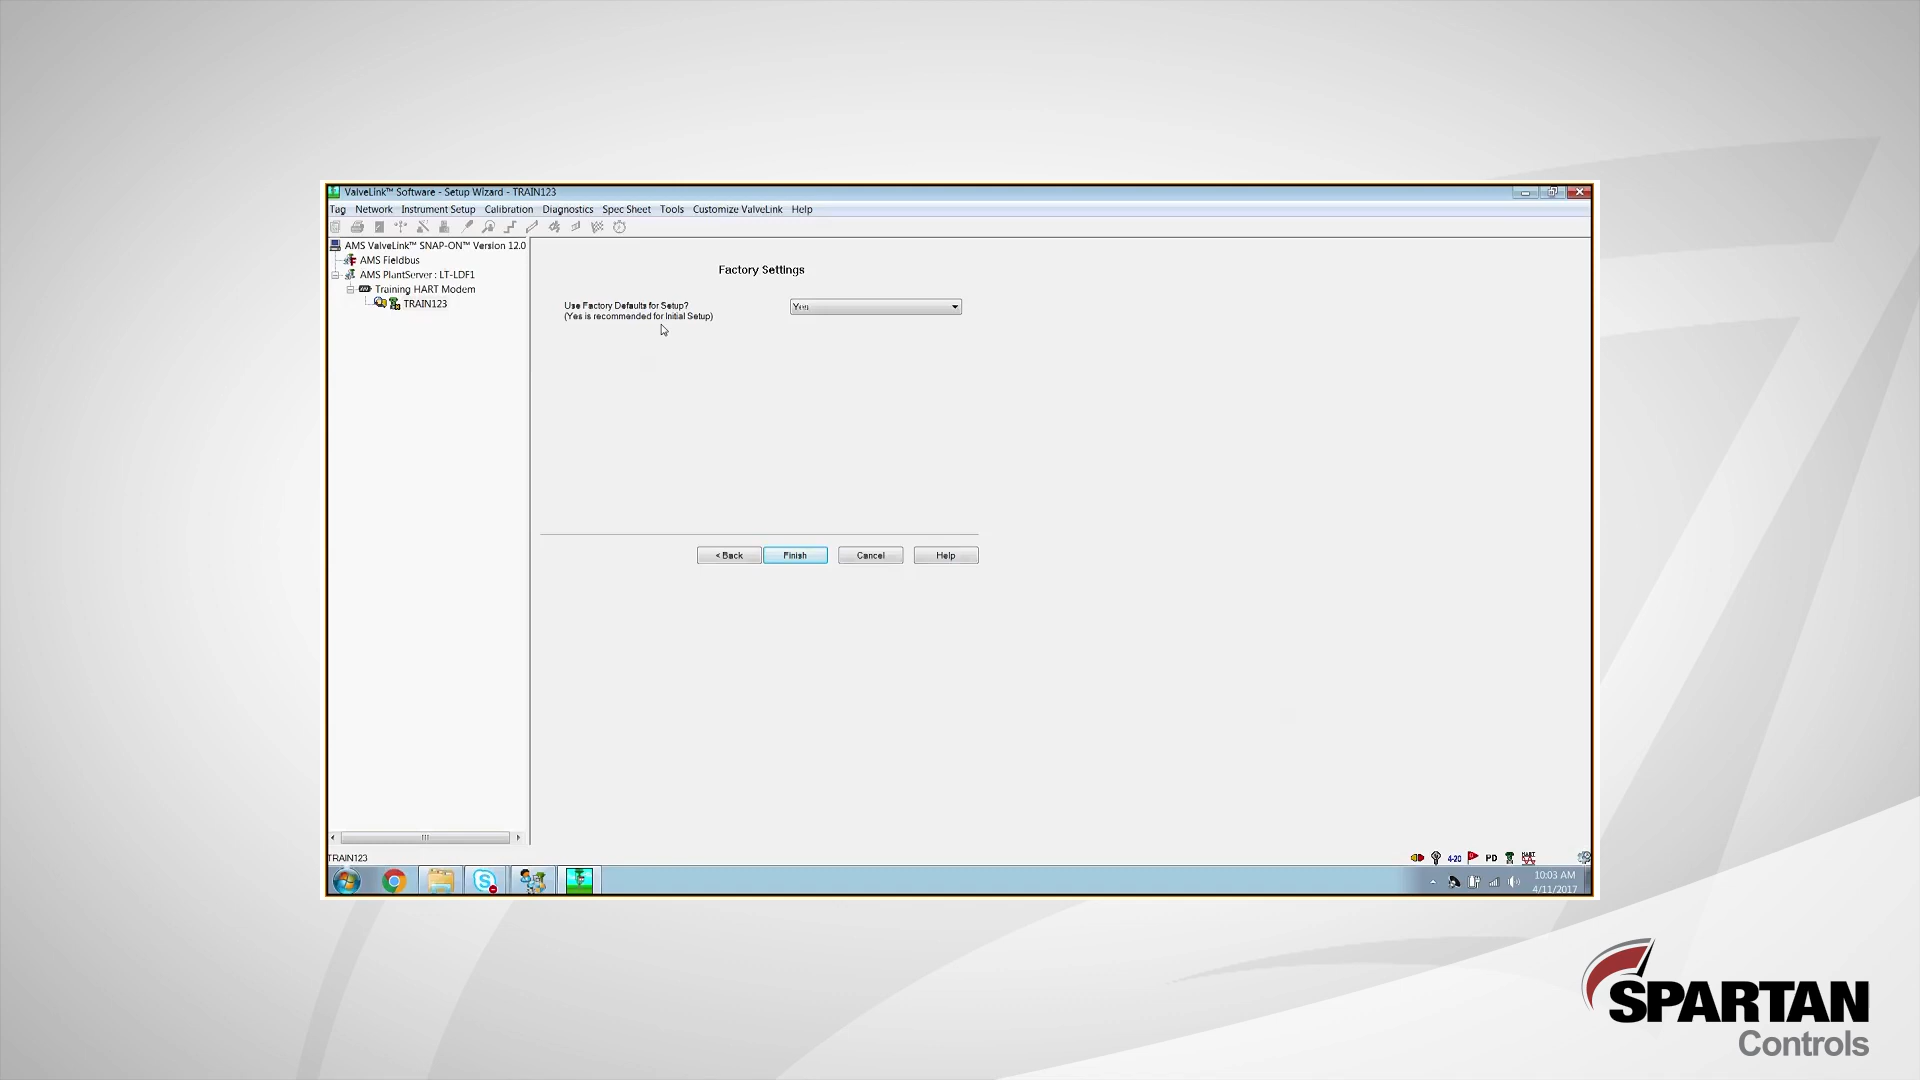 ValveLink™ Software - Setup Wizard - TRAIN123
Tag Network Instrument Setup Calibration Diagnostics Spec Sheet Tools Customize ValveLink Help
AMS ValveLink™ SNAP-ON™ Version 12.0
AMS Fieldbus
AMS PlantServer : LT-LDF1
Training HART Modem
TRAIN123
Factory Settings
Use Factory Defaults for Setup?
(Yes is recommended for Initial Setup)
Yes
< Back Finish Cancel Help
TRAIN123
4-20 PD HART
10:03 AM
4/11/2017
SPARTAN
Controls